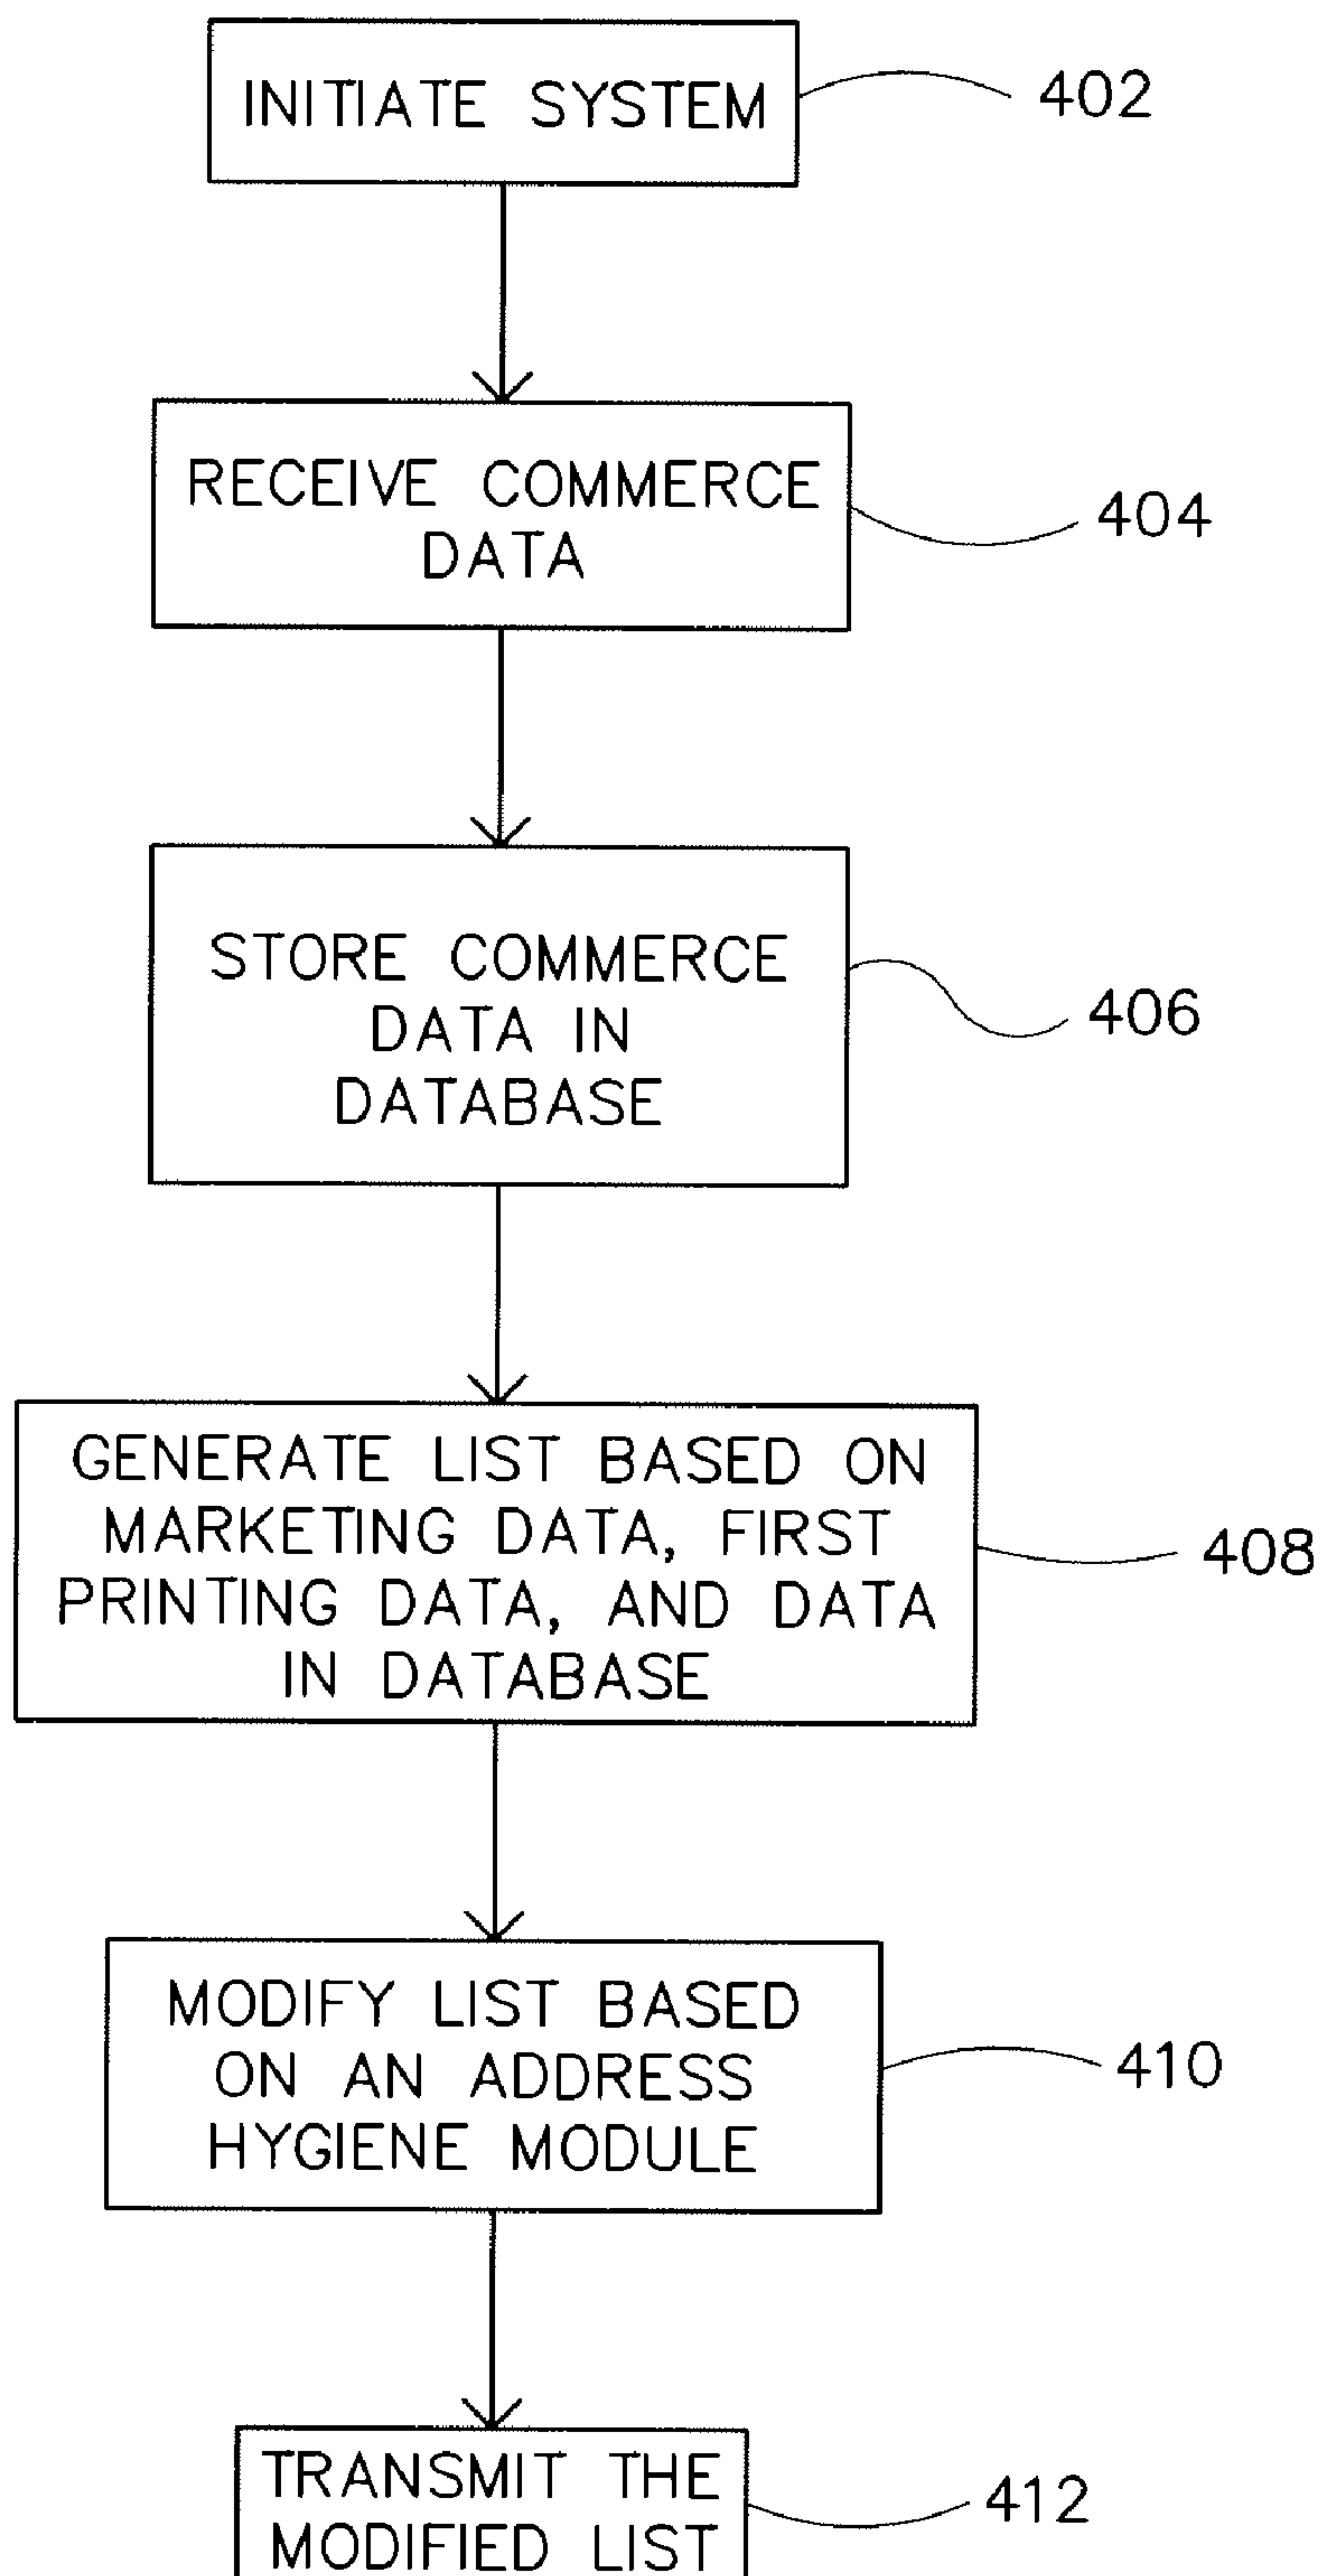 INITIATE SYSTEM
402
RECEIVE COMMERCE
DATA
404
STORE COMMERCE
DATA IN
DATABASE
406
GENERATE LIST BASED ON
MARKETING DATA, FIRST
PRINTING DATA, AND DATA
IN DATABASE
408
MODIFY LIST BASED
ON AN ADDRESS
HYGIENE MODULE
410
TRANSMIT THE
MODIFIED LIST
412